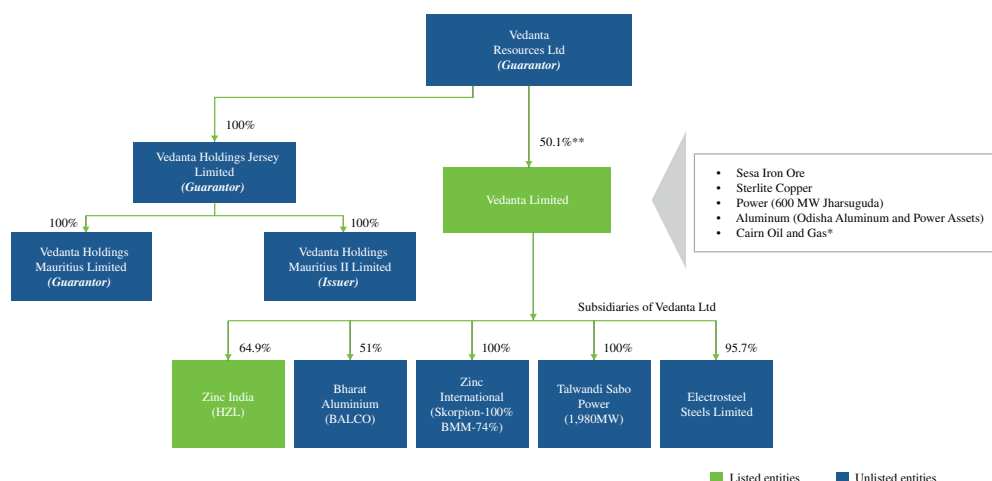 Vedanta
Resources Ltd
(Guarantor)
100%
50.1%**
Vedanta Holdings Jersey
Limited
(Guarantor)
Vedanta Limited
• Sesa Iron Ore
• Sterlite Copper
• Power (600 MW Jharsuguda)
• Aluminum (Odisha Aluminum and Power Assets)
• Cairn Oil and Gas*
100%
100%
Vedanta Holdings
Mauritius Limited
(Guarantor)
Vedanta Holdings
Mauritius II Limited
(Issuer)
Subsidiaries of Vedanta Ltd
64.9%
51%
100%
100%
95.7%
Zinc India
(HZL)
Bharat
Aluminium
(BALCO)
Zinc
International
(Skorpion-100%
BMM-74%)
Talwandi Sabo
Power
(1,980MW)
Electrosteel
Steels Limited
Listed entities
Unlisted entities